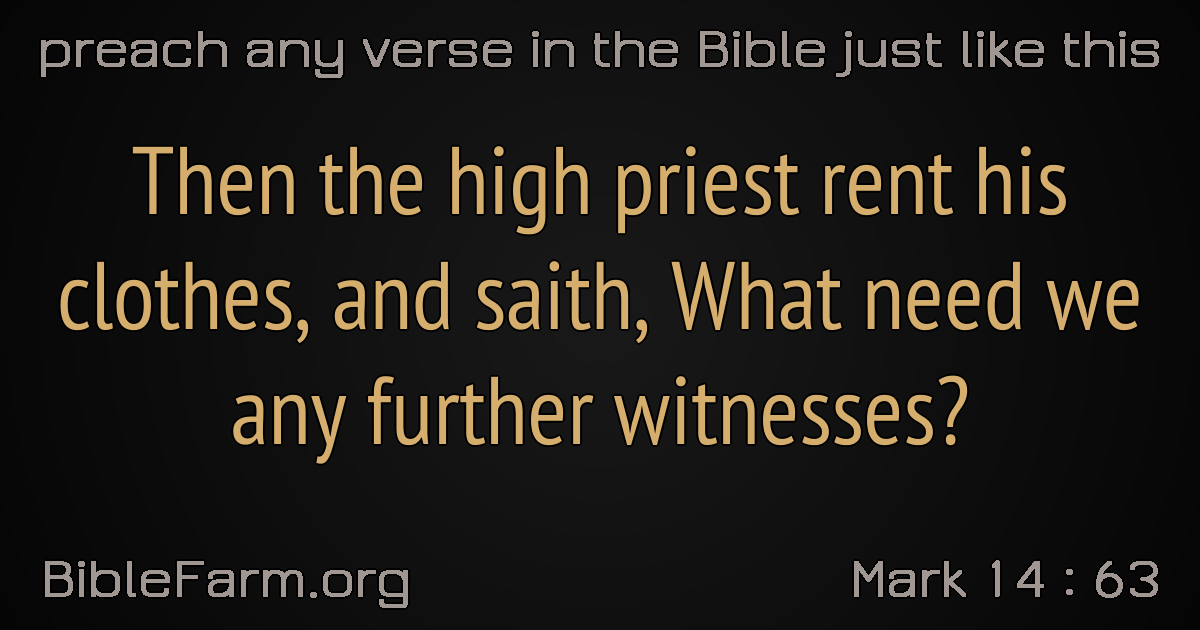 preach any verse in the Bible just like this
Then the high priest rent his
clothes, and saith, What need we
any further witnesses?
BibleFarm.org
Mark 14 : 63